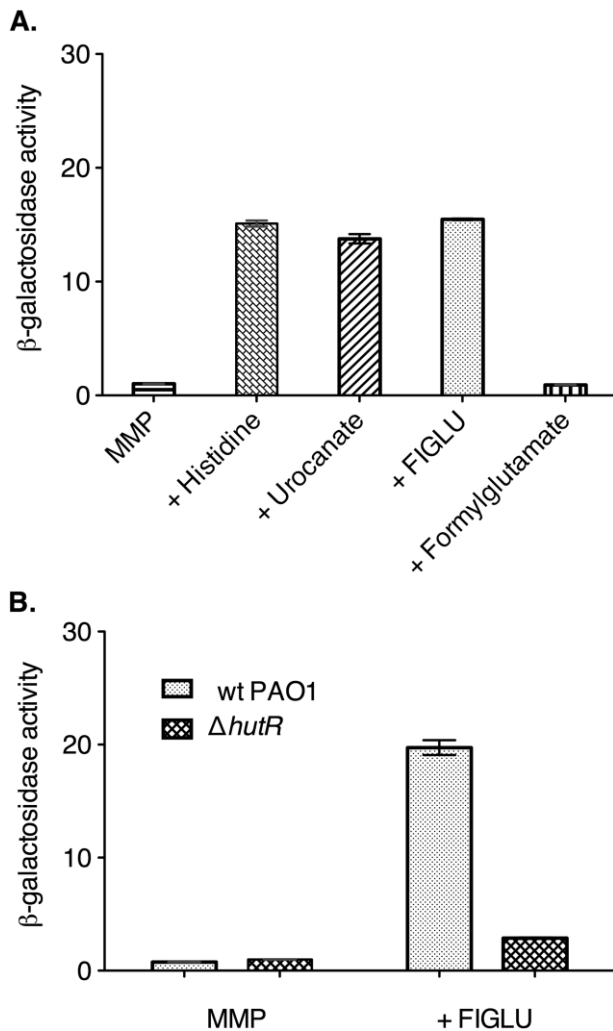 A.
30
20
10
0
β-galactosidase activity
MMP
+ Histidine
+ Urocanate
+ FIGLU
+ Formylglutamate
B.
30
20
10
0
β-galactosidase activity
wt PAO1
ΔhutR
MMP
+ FIGLU